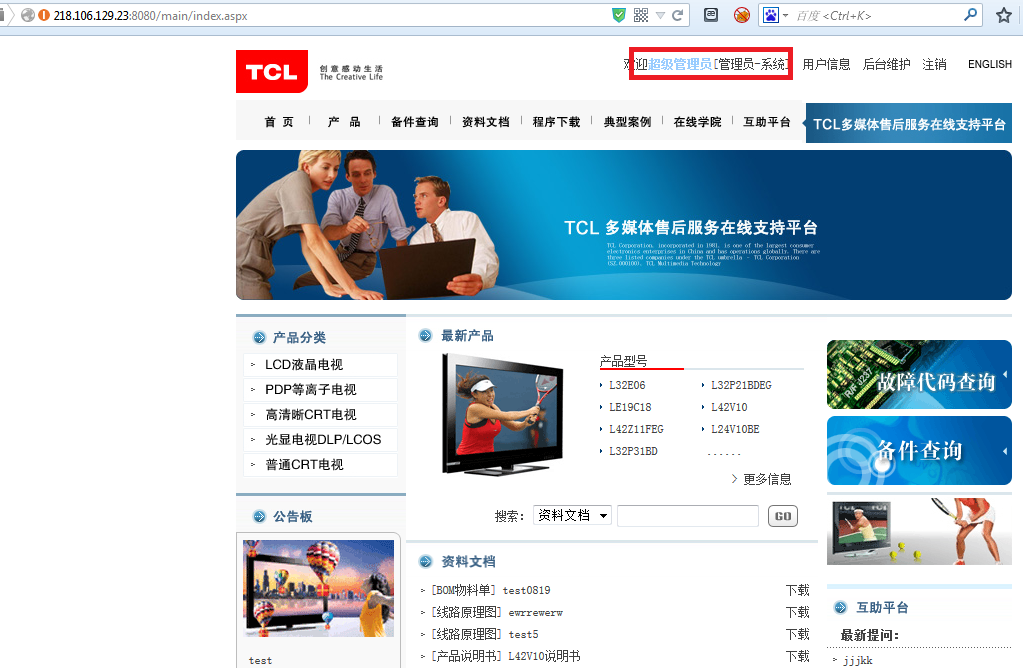 218.106.129.23:8080/main/index.aspx
百度 <Ctrl+K>
TCL 创意感动生活
The Creative Life
欢迎超级管理员[管理员-系统] 用户信息 后台维护 注销 ENGLISH
首 页 产 品 备件查询 资料文档 程序下载 典型案例 在线学院 互助平台 TCL多媒体售后服务在线支持平台
TCL 多媒体售后服务在线支持平台
TCL Corporation, incorporated in 1981, is one of the largest consumer
electronics enterprises in China and has operations globally. There are
three listed companies under the TCL umbrella - TCL Corporation
(SZ.000100), TCL Multimedia Technology
产品分类
LCD液晶电视
PDP等离子电视
高清晰CRT电视
光显电视DLP/LCOS
普通CRT电视
公告板
test
最新产品
产品型号
L32E06 L32P21BDEG
LE19C18 L42V10
L42Z11FEG L24V10BE
L32P31BD ......
更多信息
搜索： 资料文档 GO
资料文档
[BOM物料单] test0819 下载
[线路原理图] ewrrewerw 下载
[线路原理图] test5 下载
[产品说明书] L42V10说明书 下载
R/F #237
故障代码查询
备件查询
TCL
互助平台
最新提问：
jjjkk